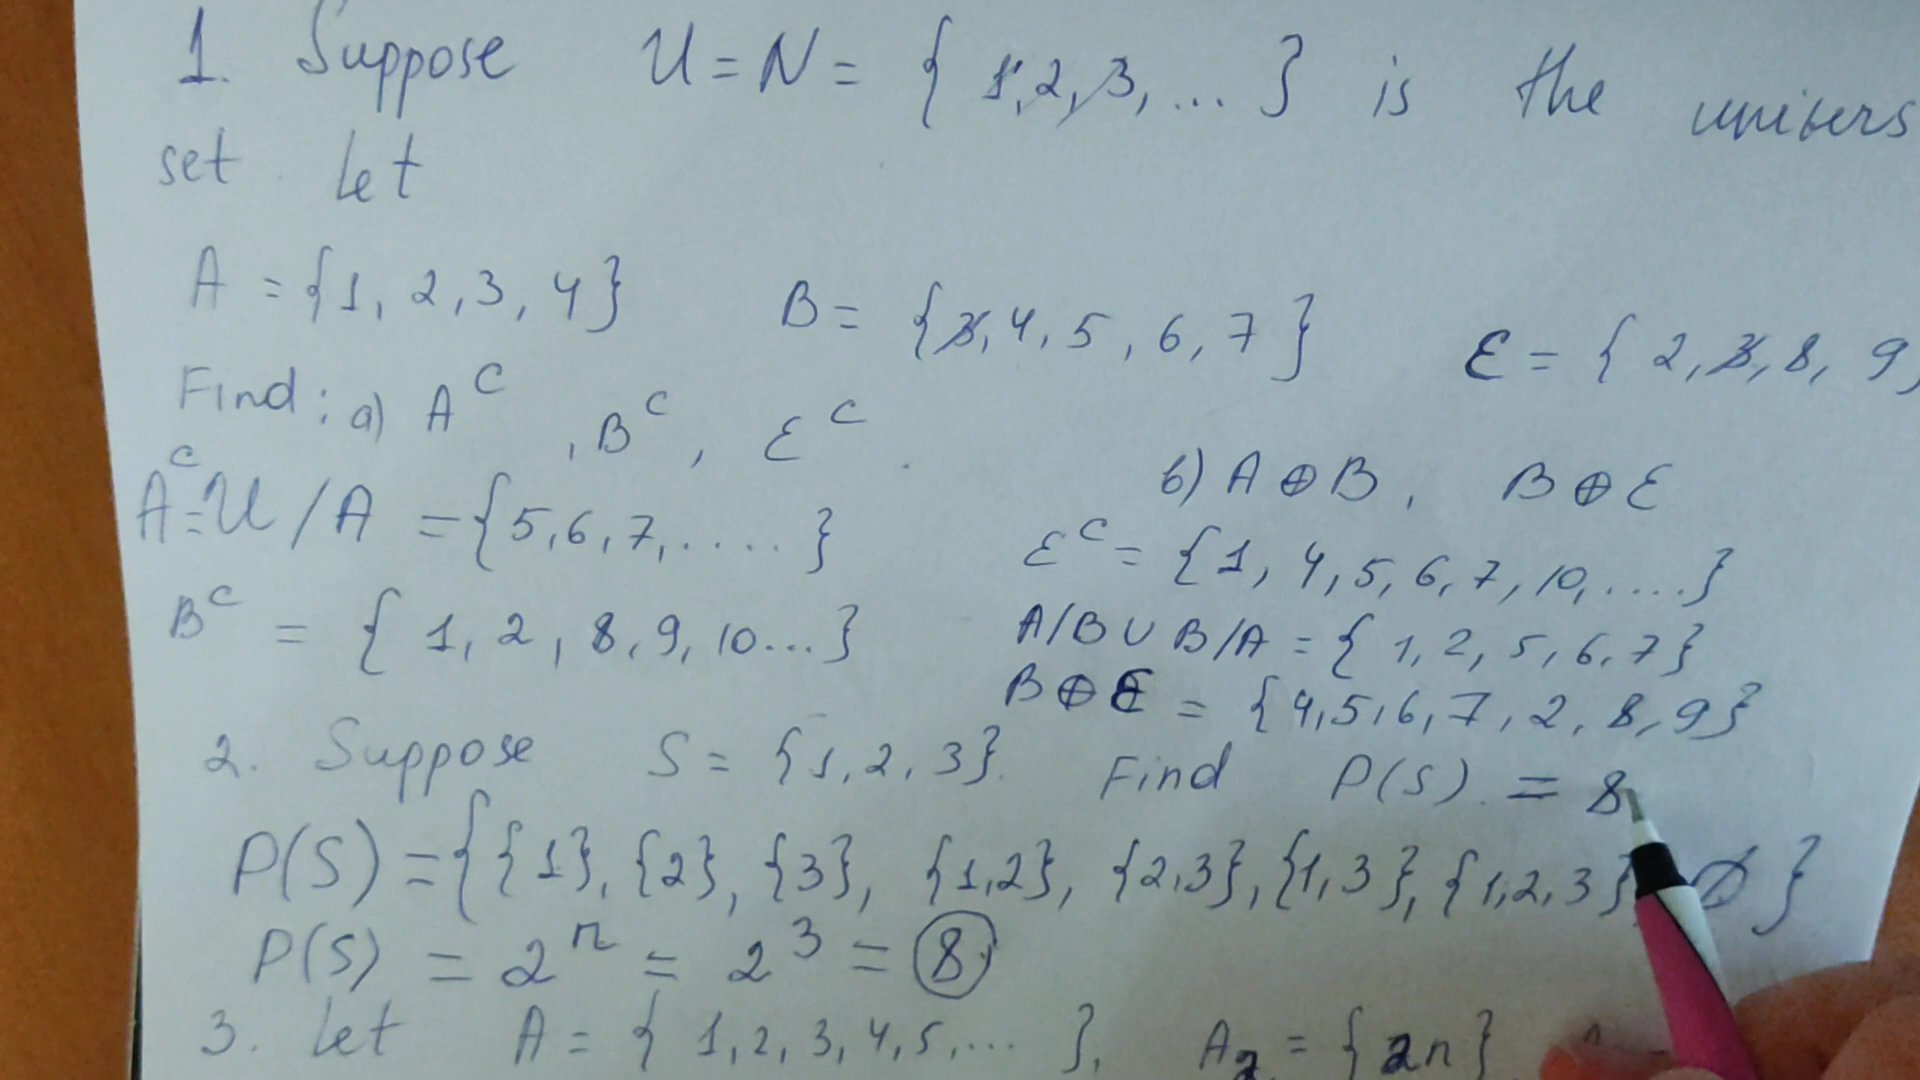 1. Suppose U = N = { 1, 2, 3, ... } is the univers
set let
A = {1, 2, 3, 4} B = {3, 4, 5, 6, 7} ε = { 2, 3, 8, 9,
Find: a) A^c, B^c, ε^c.
b) A ⊕ B, B ⊕ ε
A^c = U / A = {5, 6, 7, .... }
ε^c = {1, 4, 5, 6, 7, 10, ....}
B^c = { 1, 2, 8, 9, 10...}
A/B ∪ B/A = { 1, 2, 5, 6, 7}
B ⊕ E = {4, 5, 6, 7, 2, 8, 9}
2. Suppose S = {1, 2, 3}. Find P(S). = 8
P(S) = {{1}, {2}, {3}, {1,2}, {2,3}, {1,3}, {1,2,3} Ø }
P(S) = 2^n = 2^3 = 8
3. let A = { 1, 2, 3, 4, 5, ... }, A_2 = {2n}